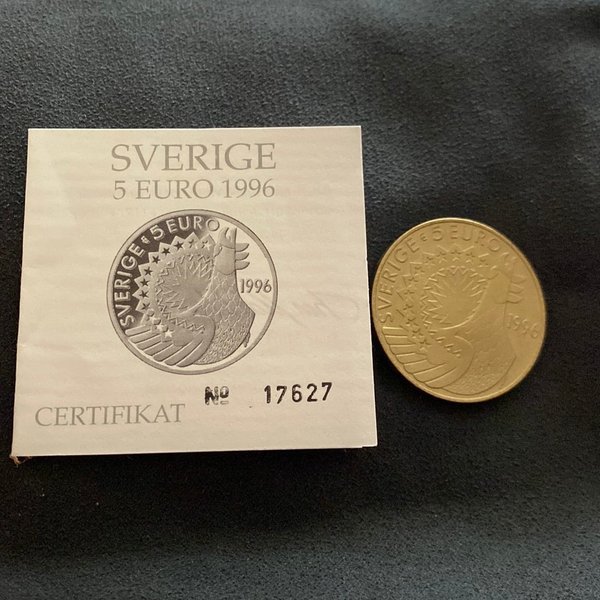 SVERIGE
5 EURO 1996
SVERIGE 5 EURO
1996
Nº 17627
CERTIFIKAT
SVERIGE 5 EURO
1996